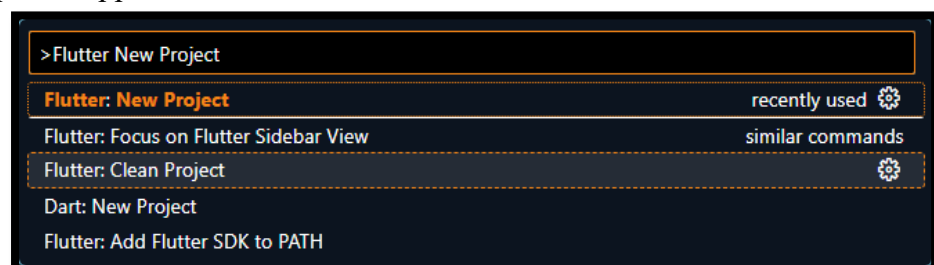 >Flutter New Project
Flutter: New Project recently used
Flutter: Focus on Flutter Sidebar View similar commands
Flutter: Clean Project
Dart: New Project
Flutter: Add Flutter SDK to PATH